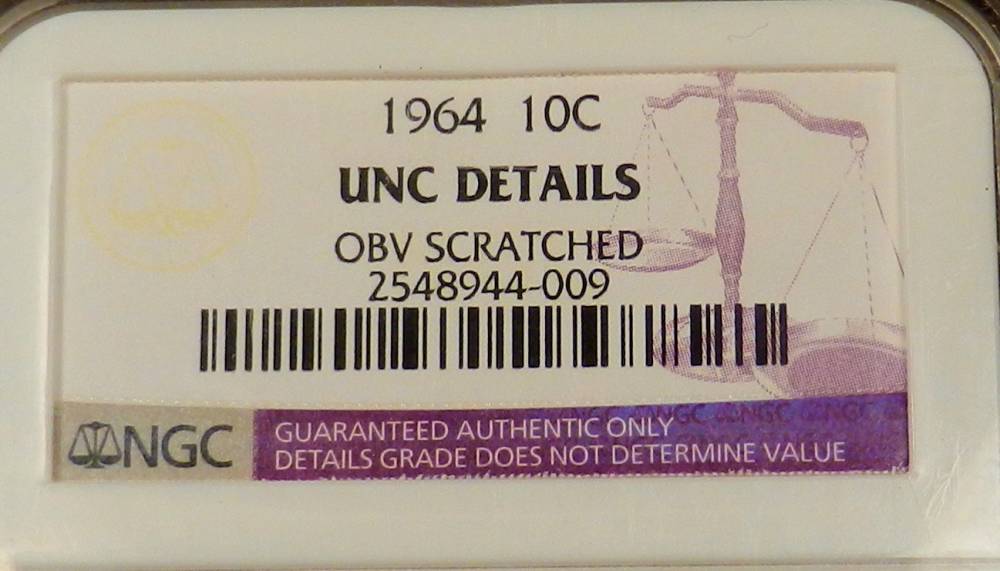 1964 10C
UNC DETAILS
OBV SCRATCHED
2548944-009
NGC
GUARANTEED AUTHENTIC ONLY
DETAILS GRADE DOES NOT DETERMINE VALUE